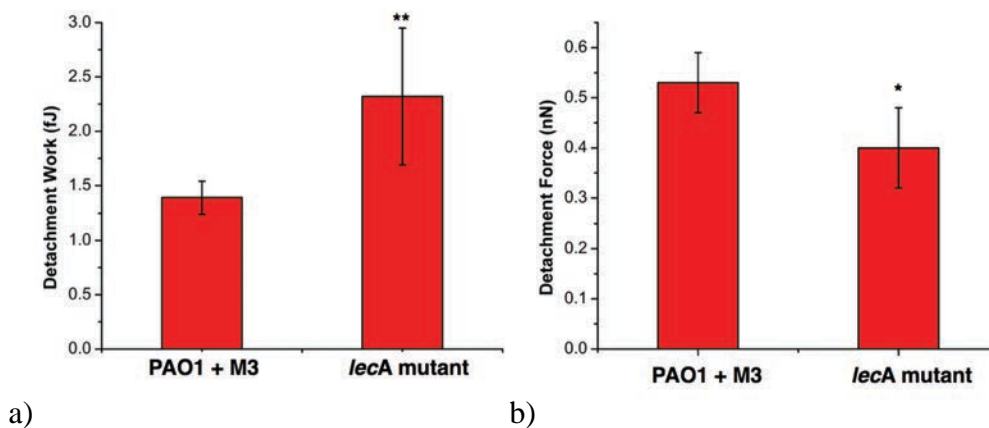 Detachment Work (fJ)
3.0
2.5
2.0
1.5
1.0
0.5
0.0
**
PAO1 + M3
lecA mutant
a)
Detachment Force (nN)
0.6
0.5
0.4
0.3
0.2
0.1
0.0
*
PAO1 + M3
lecA mutant
b)